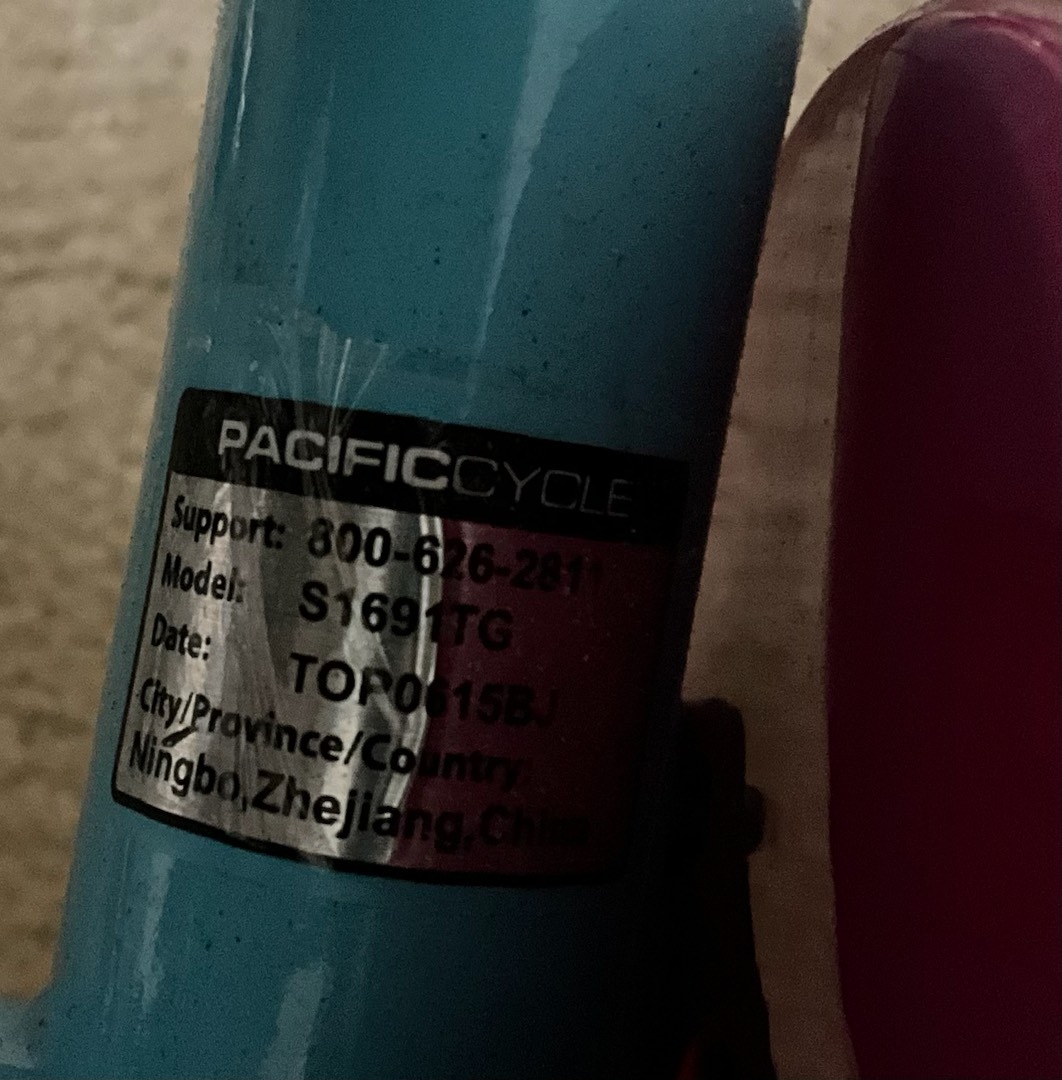 PACIFICCYCLE
Support: 800-626-2811
Model: S1691TG
Date: TOP0615BJ
City/Province/Country
Ningbo,Zhejiang,China